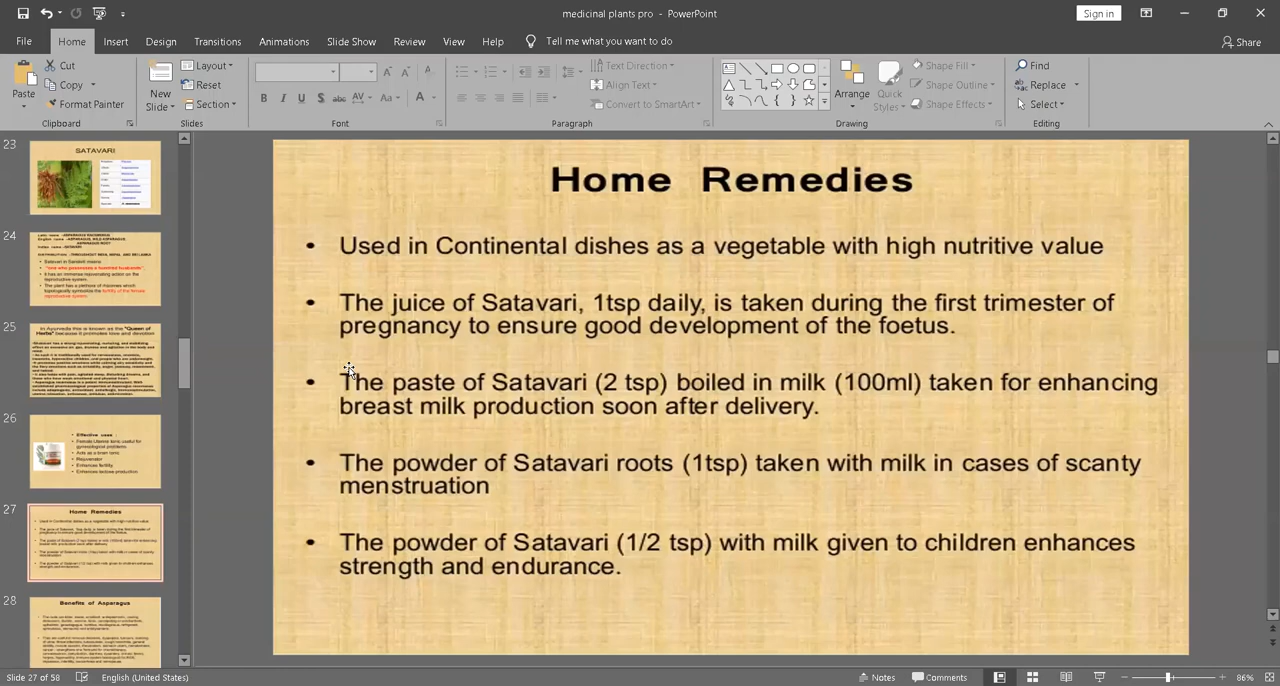 medicinal plants pro - PowerPoint
Sign in
File Home Insert Design Transitions Animations Slide Show Review View Help Tell me what you want to do Share
Paste
Cut
Copy
Format Painter
Clipboard
New Slide
Layout
Reset
Section
Slides
Font
Text Direction
Align Text
Convert to SmartArt
Paragraph
Arrange
Quick Styles
Shape Fill
Shape Outline
Shape Effects
Drawing
Find
Replace
Select
Editing
23
SATAVARI
24
25
26
27
Home Remedies
28
Benefits of Asparagus
Home Remedies
• Used in Continental dishes as a vegetable with high nutritive value
• The juice of Satavari, 1tsp daily, is taken during the first trimester of
pregnancy to ensure good development of the foetus.
• The paste of Satavari (2 tsp) boiled in milk (100ml) taken for enhancing
breast milk production soon after delivery.
• The powder of Satavari roots (1tsp) taken with milk in cases of scanty
menstruation
• The powder of Satavari (1/2 tsp) with milk given to children enhances
strength and endurance.
Slide 27 of 58 English (United States) Notes Comments 86%